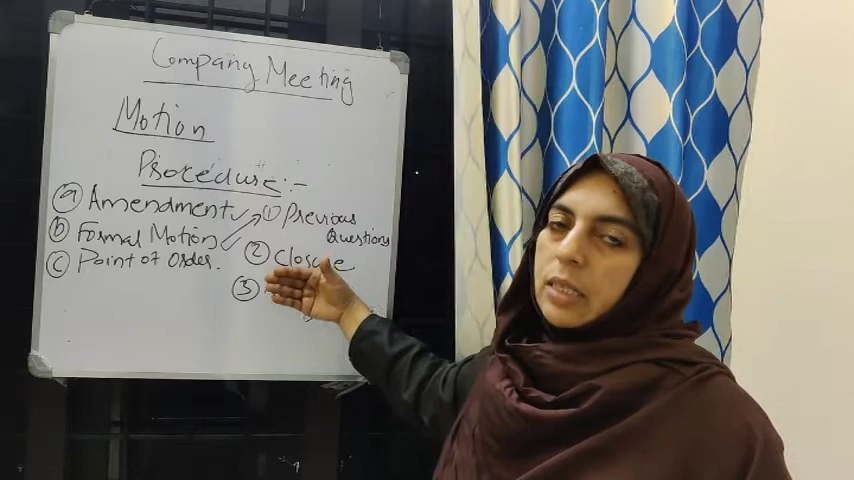 Company Meeting
Motion
Procedure :-
(a) Amendment
(b) Formal Motion
(c) Point of Order.
(1) Previous
Questions
(2) Closure
(3)